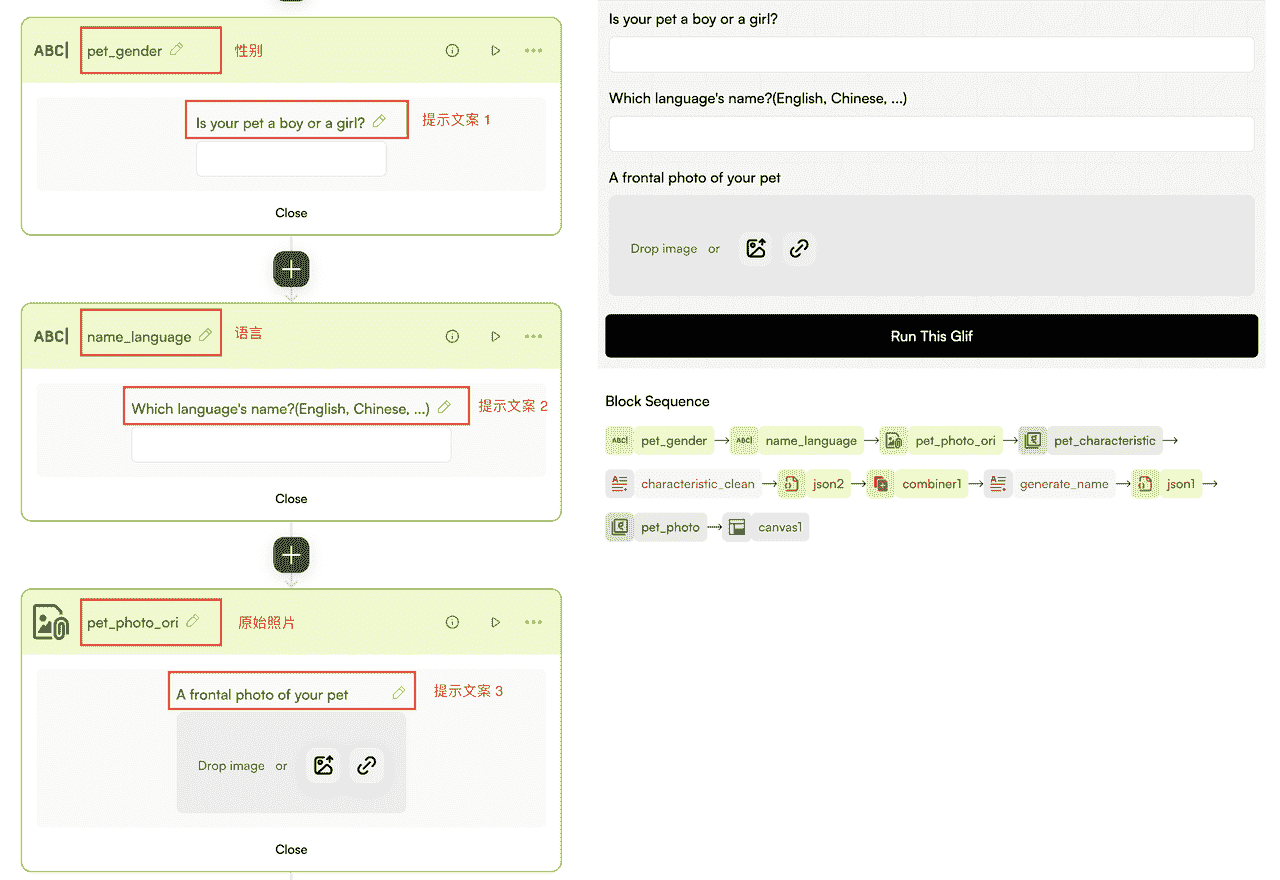 ABC
pet_gender
性别
Is your pet a boy or a girl?
提示文案 1
Close
ABC
name_language
语言
Which language's name?(English, Chinese, ...)
提示文案 2
Close
pet_photo_ori
原始照片
A frontal photo of your pet
提示文案 3
Drop image or
Close
Is your pet a boy or a girl?
Which language's name?(English, Chinese, ...)
A frontal photo of your pet
Drop image or
Run This Glif
Block Sequence
ABC pet_gender ABC name_language pet_photo_ori pet_characteristic
characteristic_clean json2 combiner1 generate_name json1
pet_photo canvas1